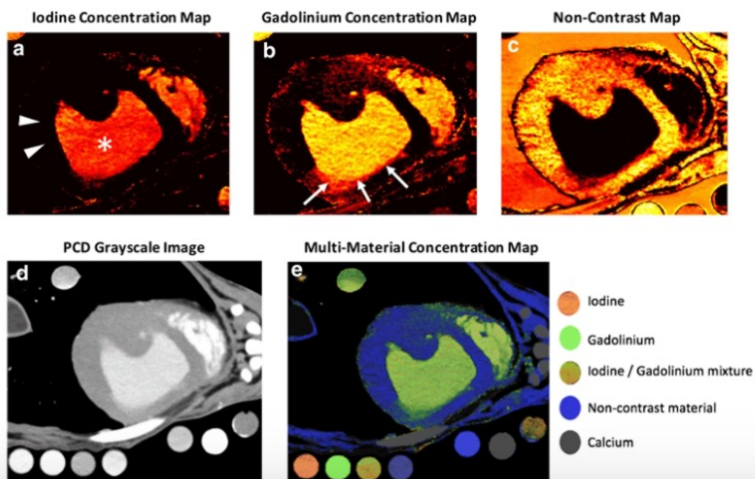 Iodine Concentration Map
Gadolinium Concentration Map
Non-Contrast Map
a
b
c
*
PCD Grayscale Image
Multi-Material Concentration Map
d
e
Iodine
Gadolinium
Iodine / Gadolinium mixture
Non-contrast material
Calcium